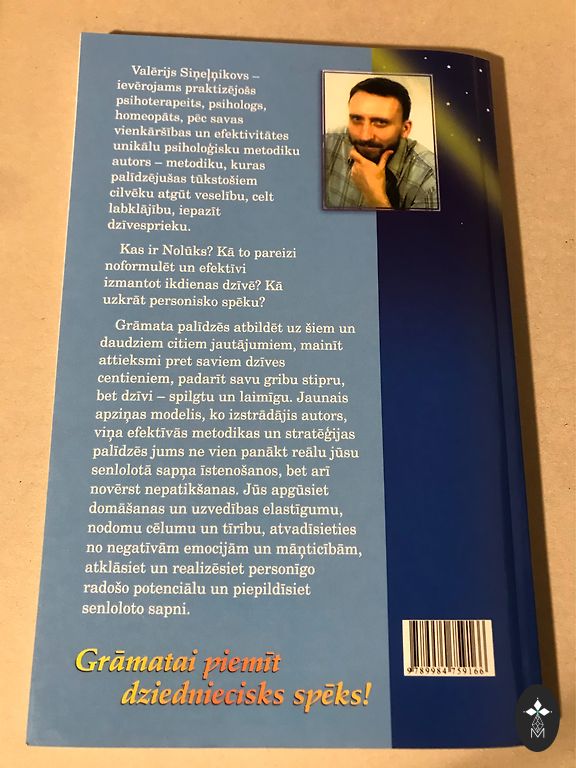 Valērijs Siņeļņikovs –
ievērojams praktizējošs
psihoterapeits, psihologs,
homeopāts, pēc savas
vienkāršības un efektivitātes
unikālu psiholoģisku metodiku
autors – metodiku, kuras
palīdzējušas tūkstošiem
cilvēku atgūt veselību, celt
labklājību, iepazīt
dzīvesprieku.
Kas ir Nolūks? Kā to pareizi
noformulēt un efektīvi
izmantot ikdienas dzīvē? Kā
uzkrāt personisko spēku?
Grāmata palīdzēs atbildēt uz šiem un
daudziem citiem jautājumiem, mainīt
attieksmi pret saviem dzīves
centieniem, padarīt savu gribu stipru,
bet dzīvi – spilgtu un laimīgu. Jaunais
apziņas modelis, ko izstrādājis autors,
viņa efektīvās metodikas un stratēģijas
palīdzēs jums ne vien panākt reālu jūsu
senlolotā sapņa īstenošanos, bet arī
novērst nepatikšanas. Jūs apgūsiet
domāšanas un uzvedības elastīgumu,
nodomu cēlumu un tīrību, atvadīsieties
no negatīvām emocijām un māņticībām,
atklāsiet un realizēsiet personīgo
radošo potenciālu un piepildīsiet
senloloto sapni.
Grāmatai piemīt
dziedniecisks spēks!
9 789984 759166
M